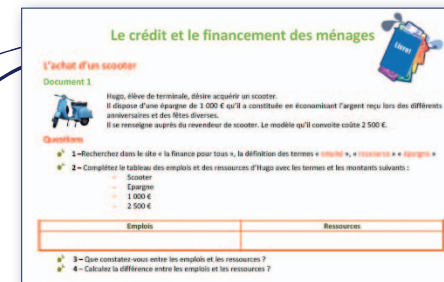 Le crédit et le financement des ménages
Livret
L'achat d'un scooter
Document 1
Hugo, élève de terminale, désire acquérir un scooter.
Il dispose d'une épargne de 1 000 € qu'il a constituée en économisant l'argent reçu lors des différents
anniversaires et des fêtes diverses.
Il se renseigne auprès du revendeur de scooter. Le modèle qu'il convoite coûte 2 500 €.
Questions
1 – Recherchez dans le site « la finance pour tous », la définition des termes « emploi », « ressource » « épargne »
2 – Complétez le tableau des emplois et des ressources d'Hugo avec les termes et les montants suivants :
- Scooter
- Epargne
- 1 000 €
- 2 500 €
Emplois Ressources
3 – Que constatez-vous entre les emplois et les ressources ?
4 – Calculez la différence entre les emplois et les ressources ?